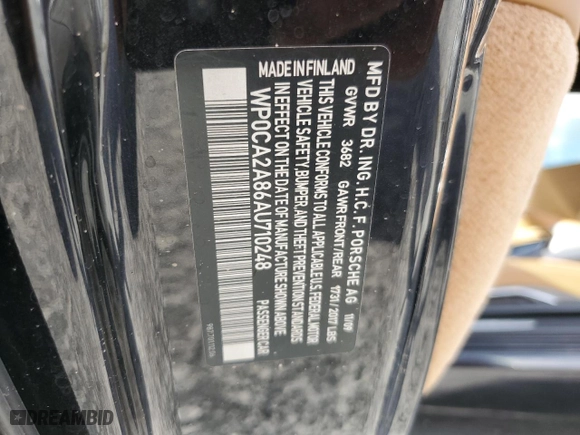 MFD BY DR. ING. H.C. F. PORSCHE AG 11/09
GVWR 3682 GAWR FRONT/REAR 1731/2017 LBS
THIS VEHICLE CONFORMS TO ALL APPLICABLE U.S. FEDERAL MOTOR
VEHICLE SAFETY, BUMPER, AND THEFT PREVENTION STANDARDS
IN EFFECT ON THE DATE OF MANUFACTURE SHOWN ABOVE
WP0CA2A86AU710248 PASSENGER CAR
MADE IN FINLAND
DREAMBID